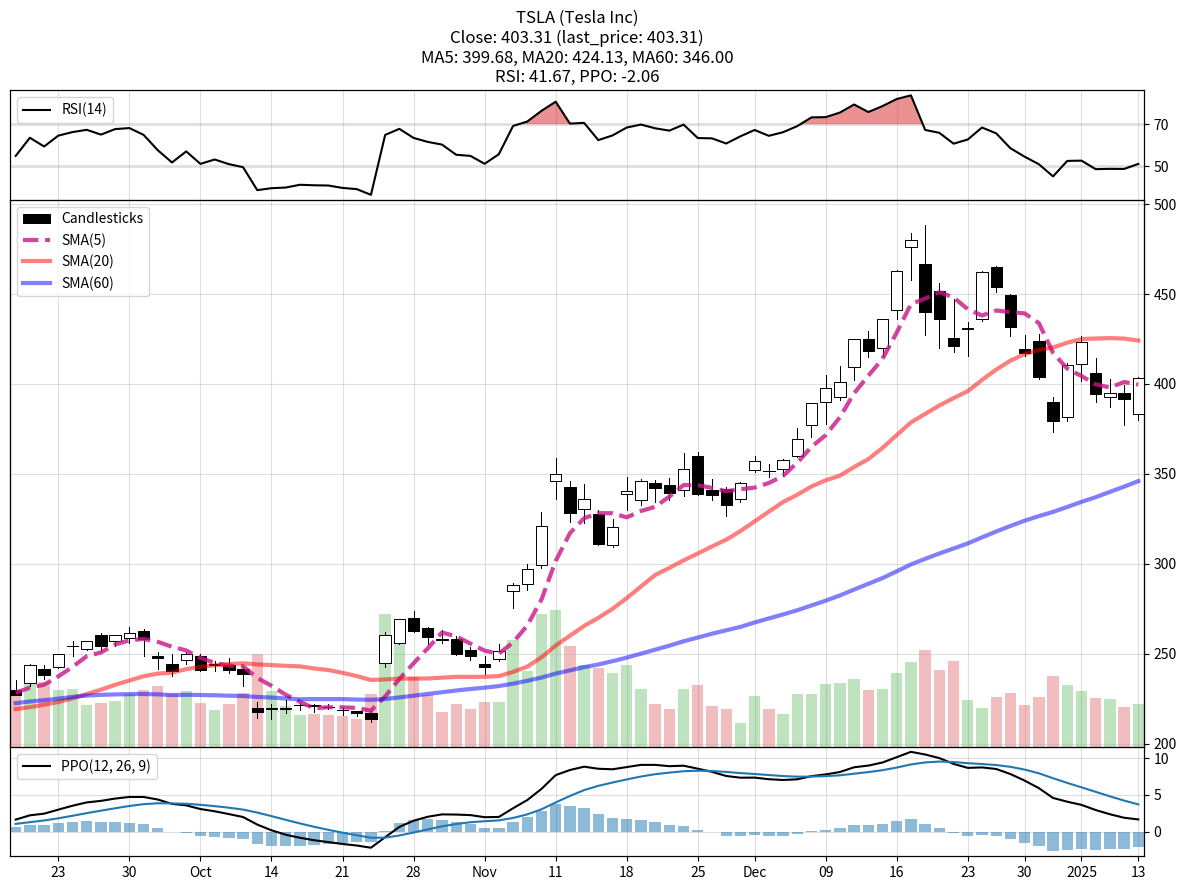 TSLA (Tesla Inc)
Close: 403.31 (last_price: 403.31)
MA5: 399.68, MA20: 424.13, MA60: 346.00
RSI: 41.67, PPO: -2.06
RSI(14)
70
50
Candlesticks
SMA(5)
SMA(20)
SMA(60)
500
450
400
350
300
250
200
PPO(12, 26, 9)
10
5
0
23 30 Oct 14 21 28 Nov 11 18 25 Dec 09 16 23 30 2025 13